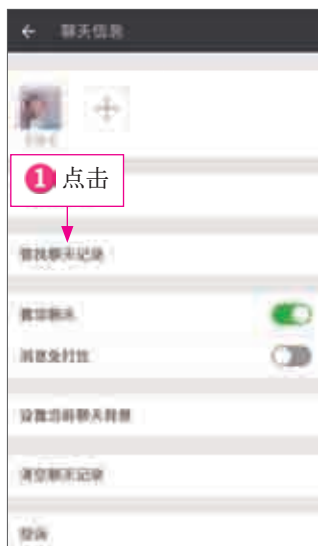 聊天信息
1 点击
查找聊天记录
置顶聊天
消息免打扰
设置当前聊天背景
清空聊天记录
投诉